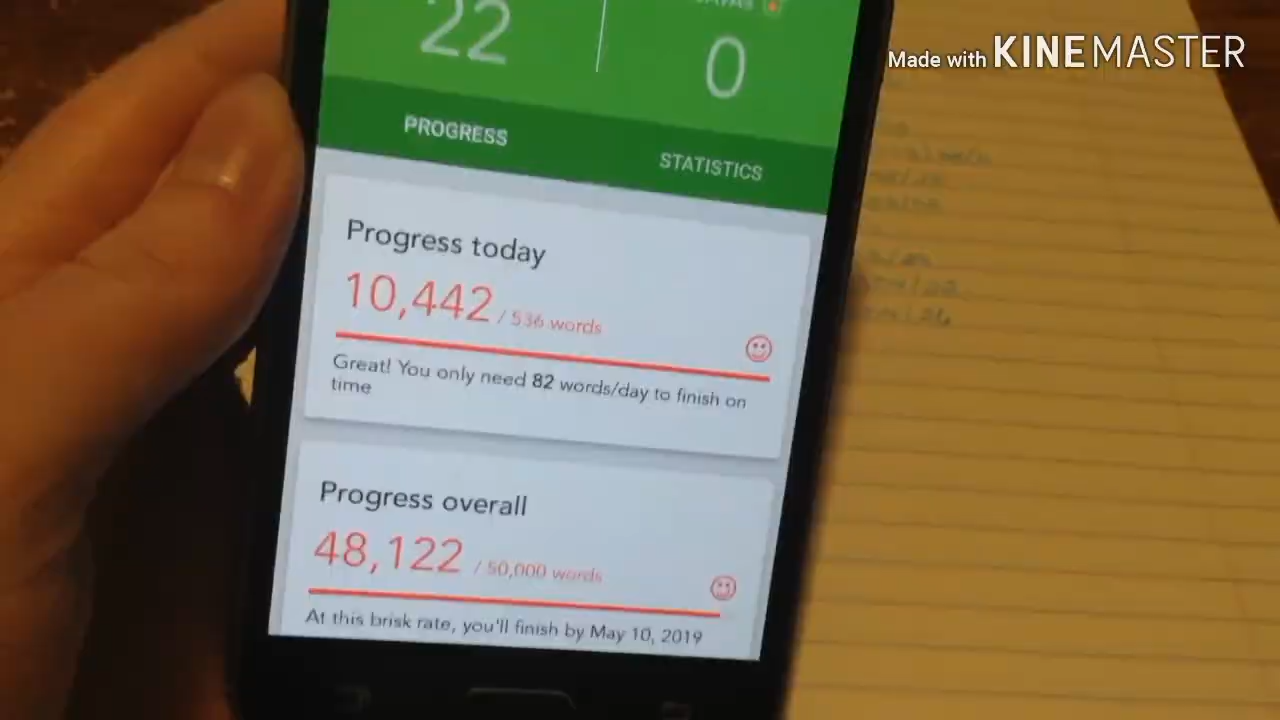 Made with KINEMASTER
22
0
PROGRESS
STATISTICS
Progress today
10,442 / 536 words
Great! You only need 82 words/day to finish on
time
Progress overall
48,122 / 50,000 words
At this brisk rate, you'll finish by May 10, 2019